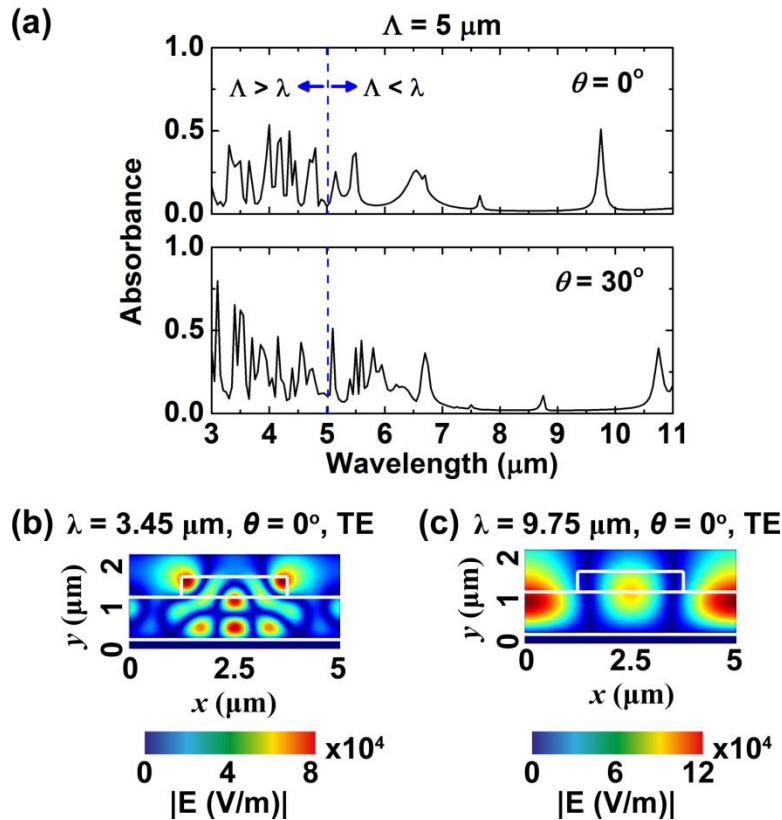 (a)
Λ = 5 μm
1.0
0.5
0.0
Λ > λ
Λ < λ
θ = 0°
1.0
0.5
0.0
θ = 30°
Absorbance
3 4 5 6 7 8 9 10 11
Wavelength (μm)
(b) λ = 3.45 μm, θ = 0°, TE
2
1
0
y (μm)
0 2.5 5
x (μm)
0 4 8 x10⁴
|E (V/m)|
(c) λ = 9.75 μm, θ = 0°, TE
2
1
0
y (μm)
0 2.5 5
x (μm)
0 6 12 x10⁴
|E (V/m)|